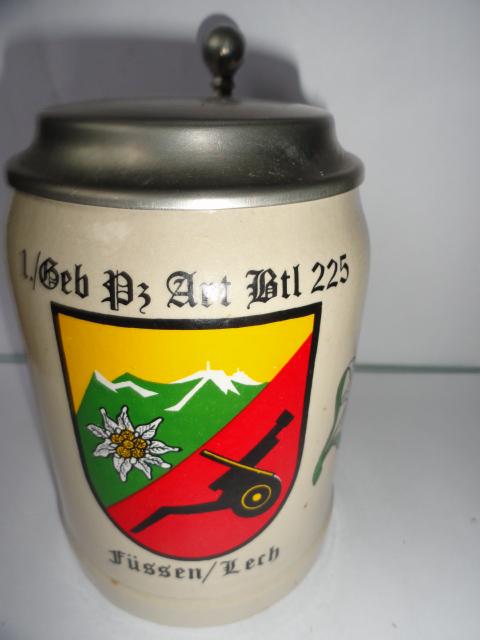 1./Geb Pz Art Btl 225
Füssen/Lech